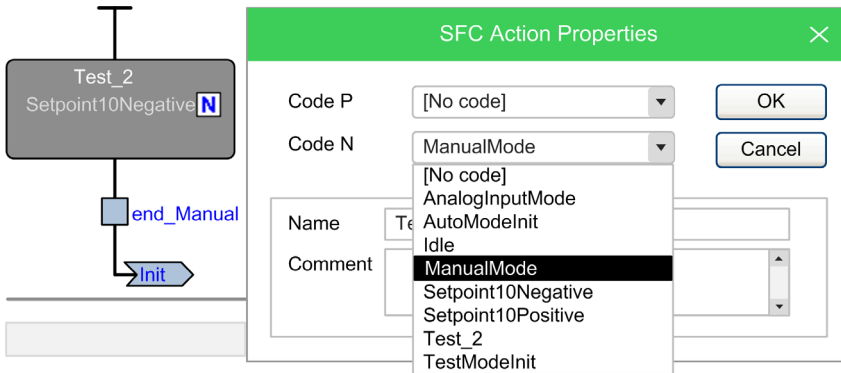 Test_2
Setpoint10Negative N
end_Manual
Init
SFC Action Properties
Code P [No code] OK
Code N ManualMode Cancel
[No code]
AnalogInputMode
Name Te AutoModeInit
Idle
Comment ManualMode
Setpoint10Negative
Setpoint10Positive
Test_2
TestModeInit